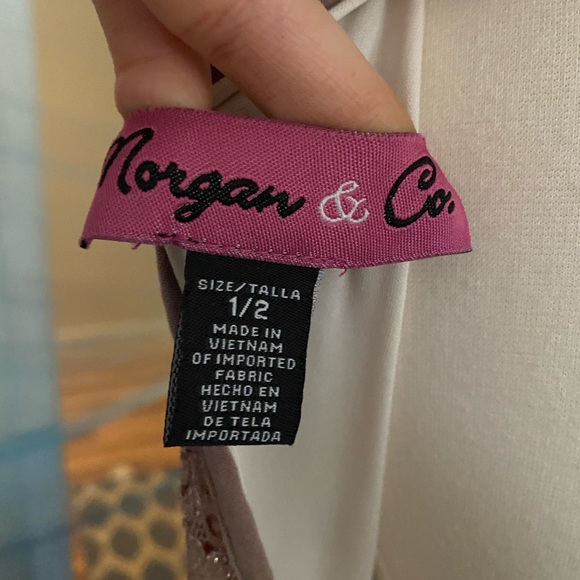 Morgan & Co.
SIZE/TALLA
1/2
MADE IN
VIETNAM
OF IMPORTED
FABRIC
HECHO EN
VIETNAM
DE TELA
IMPORTADA